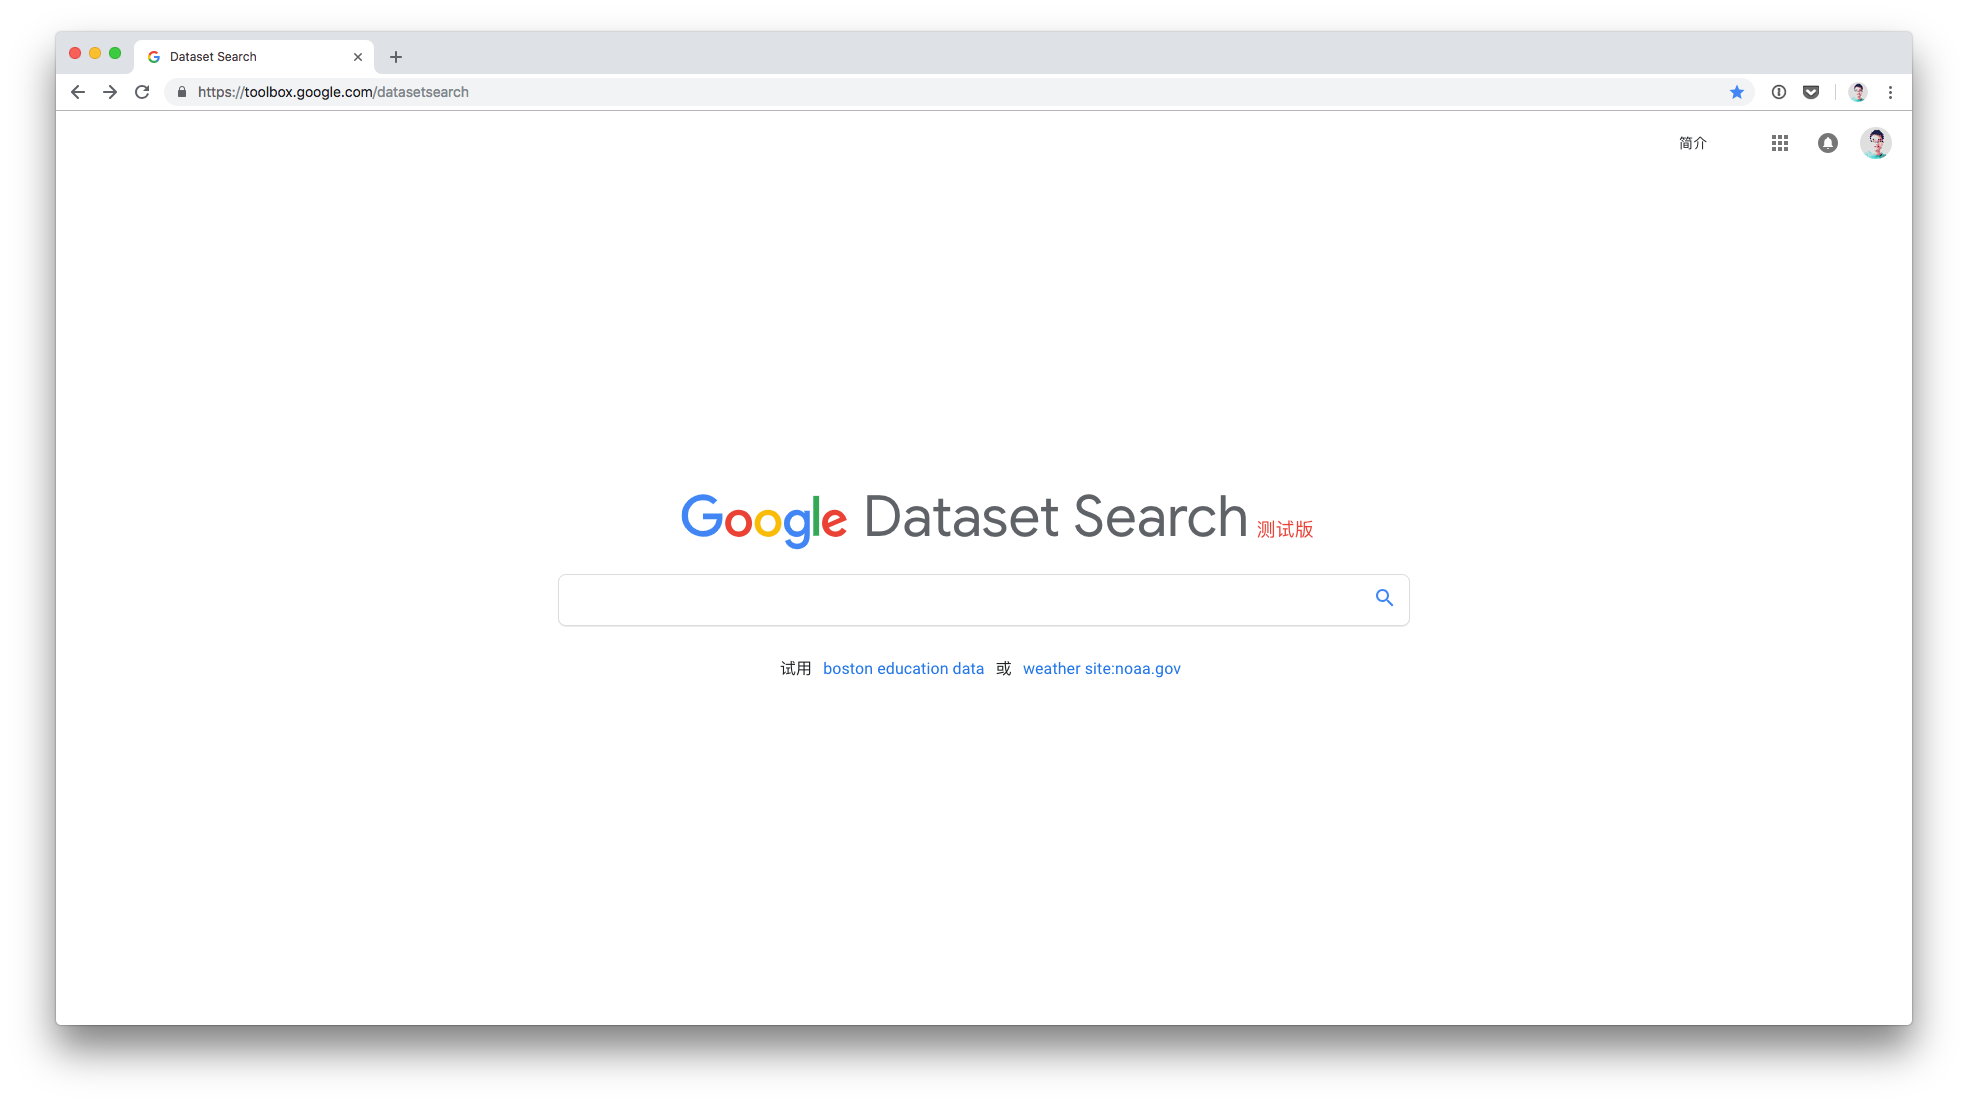 Dataset Search
https://toolbox.google.com/datasetsearch
简介
Google Dataset Search 测试版
试用 boston education data 或 weather site:noaa.gov